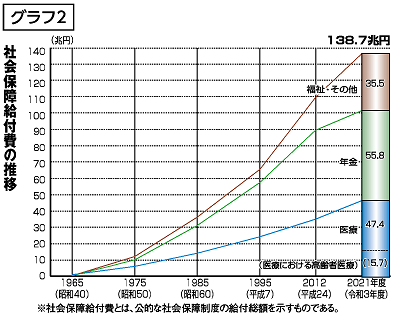 グラフ2
社会保障給付費の推移
(兆円)
138.7兆円
140
130
120
110
100
90
80
70
60
50
40
30
20
10
0
福祉・その他
35.5
年金
55.8
医療
47.4
(医療における高齢者医療)
1965 1975 1985 1995 2012 2021年度
(昭和40) (昭和50) (昭和60) (平成7) (平成24) (令和3年度)
※社会保障給付費とは、公的な社会保障制度の給付総額を示すものである。